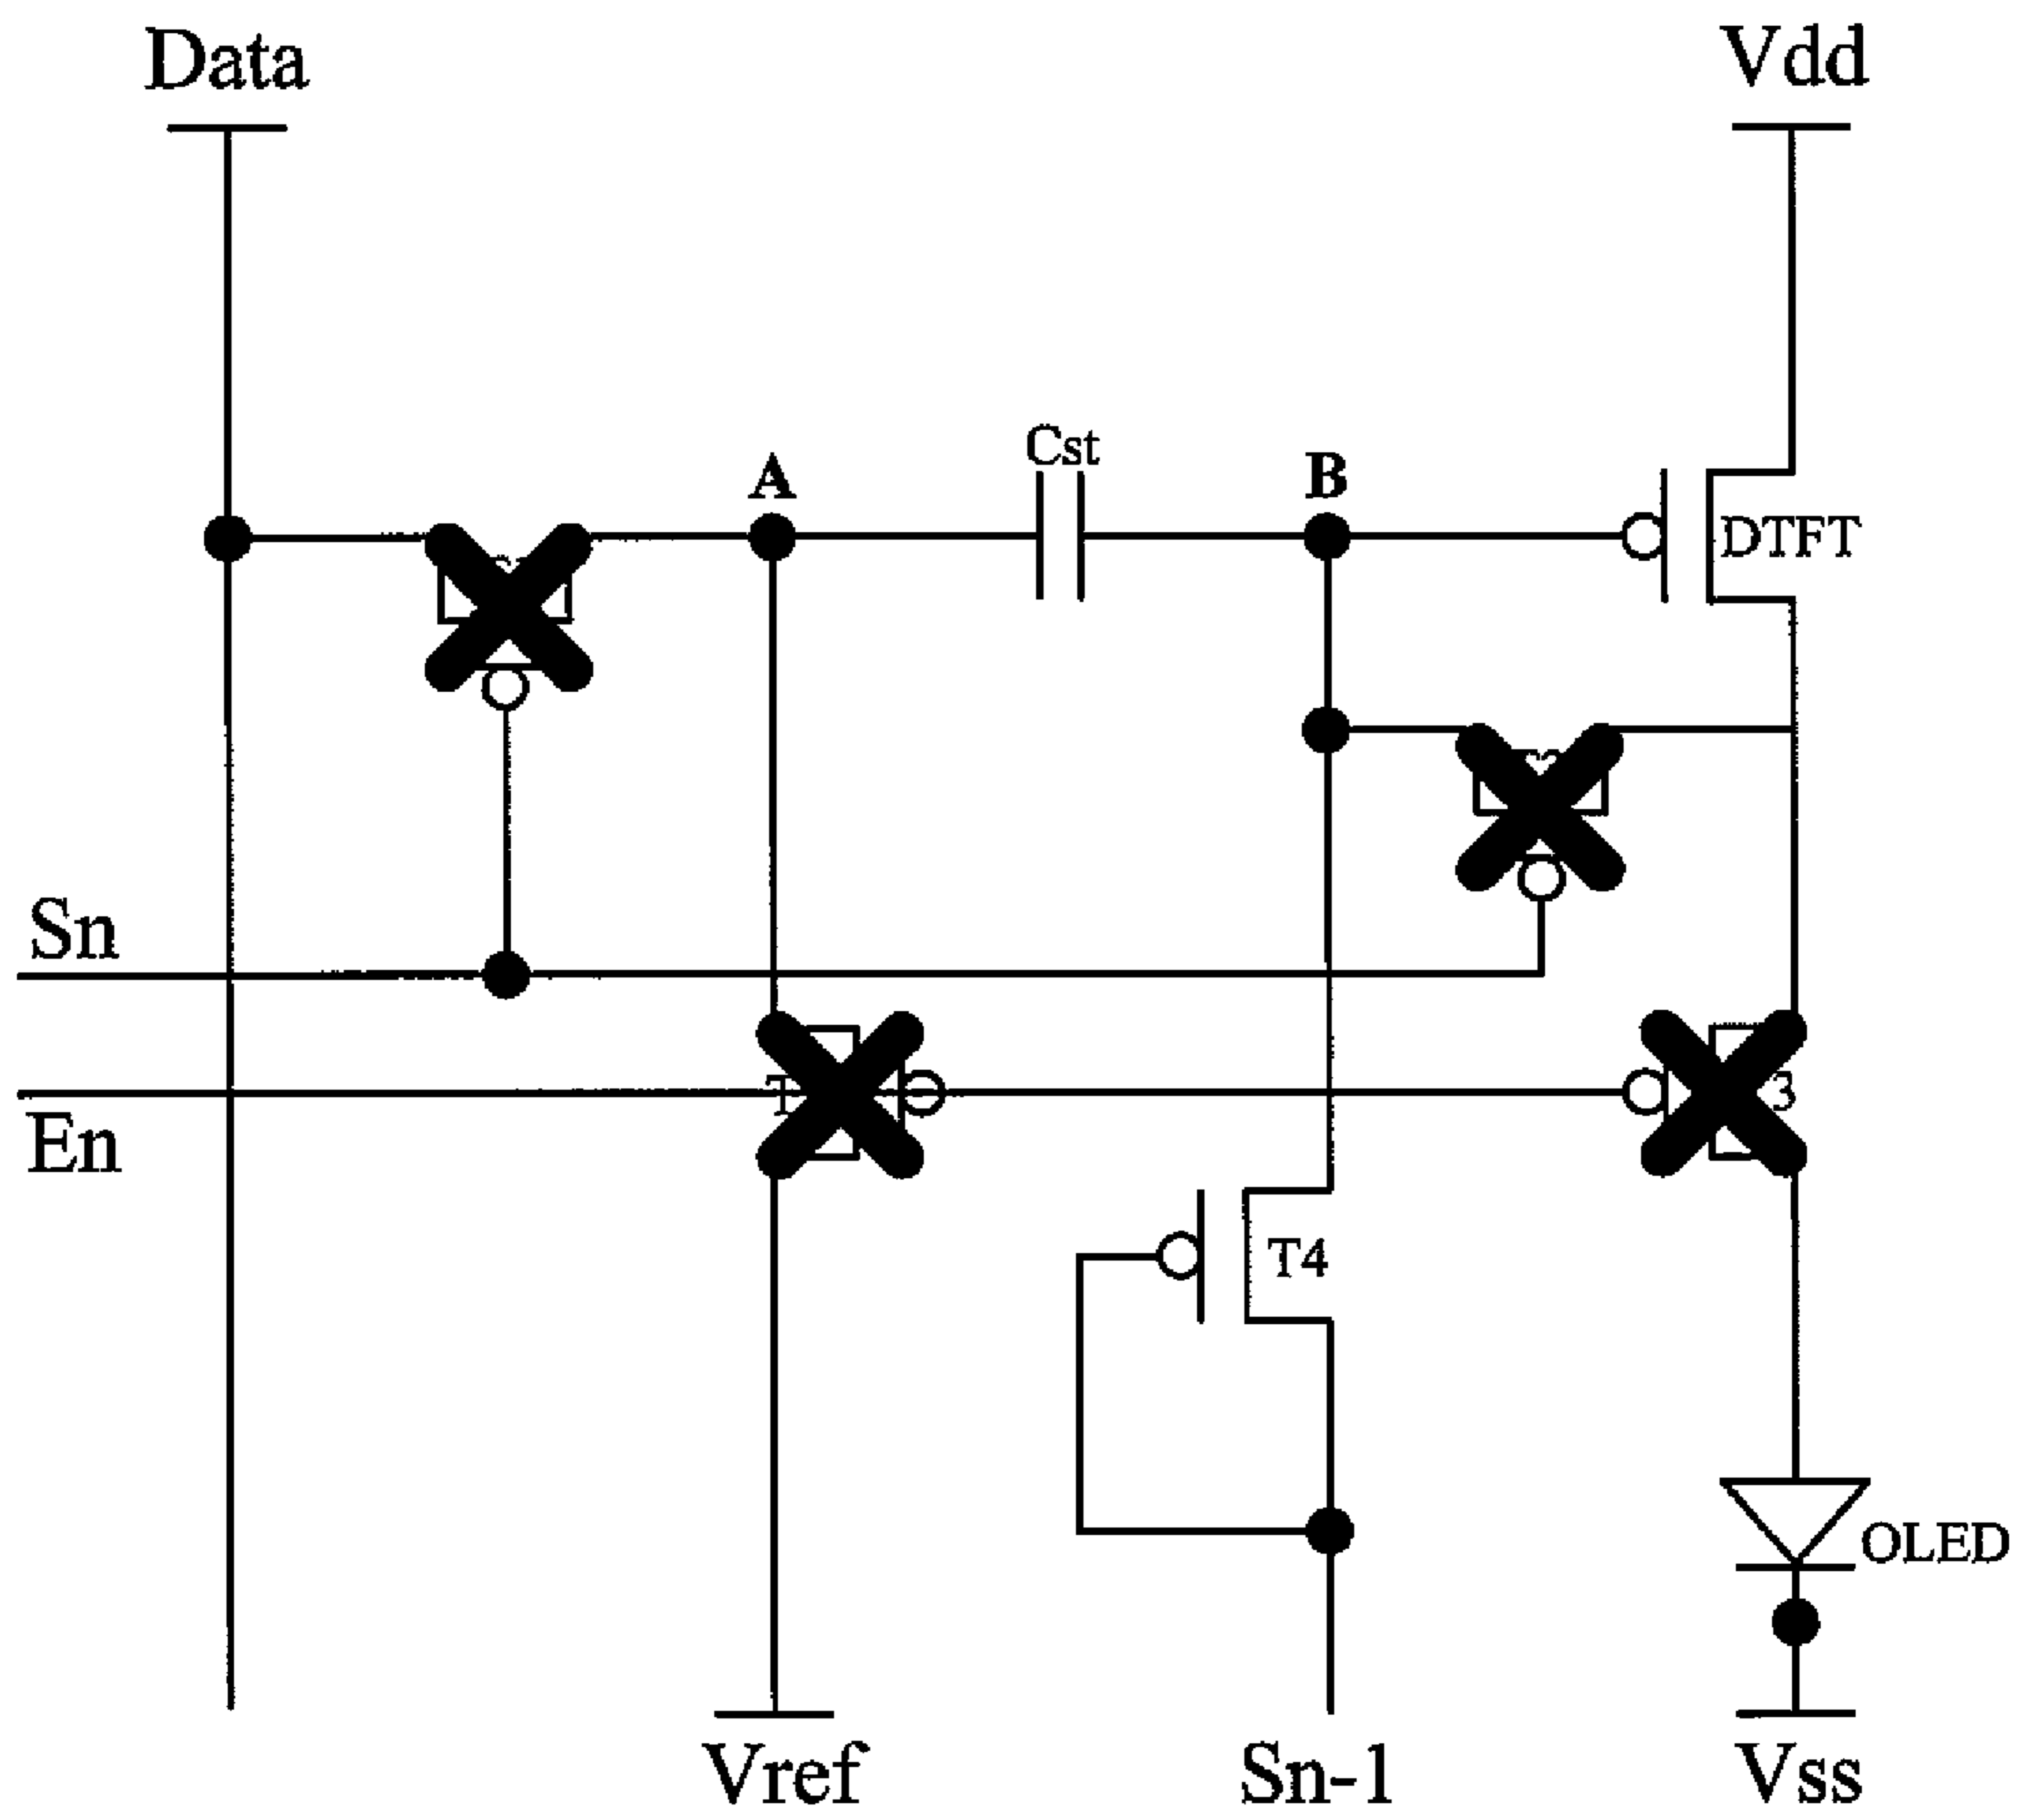 Data
Vdd
Cst
A
B
DTFT
Sn
En
T4
OLED
Vref
Sn-1
Vss